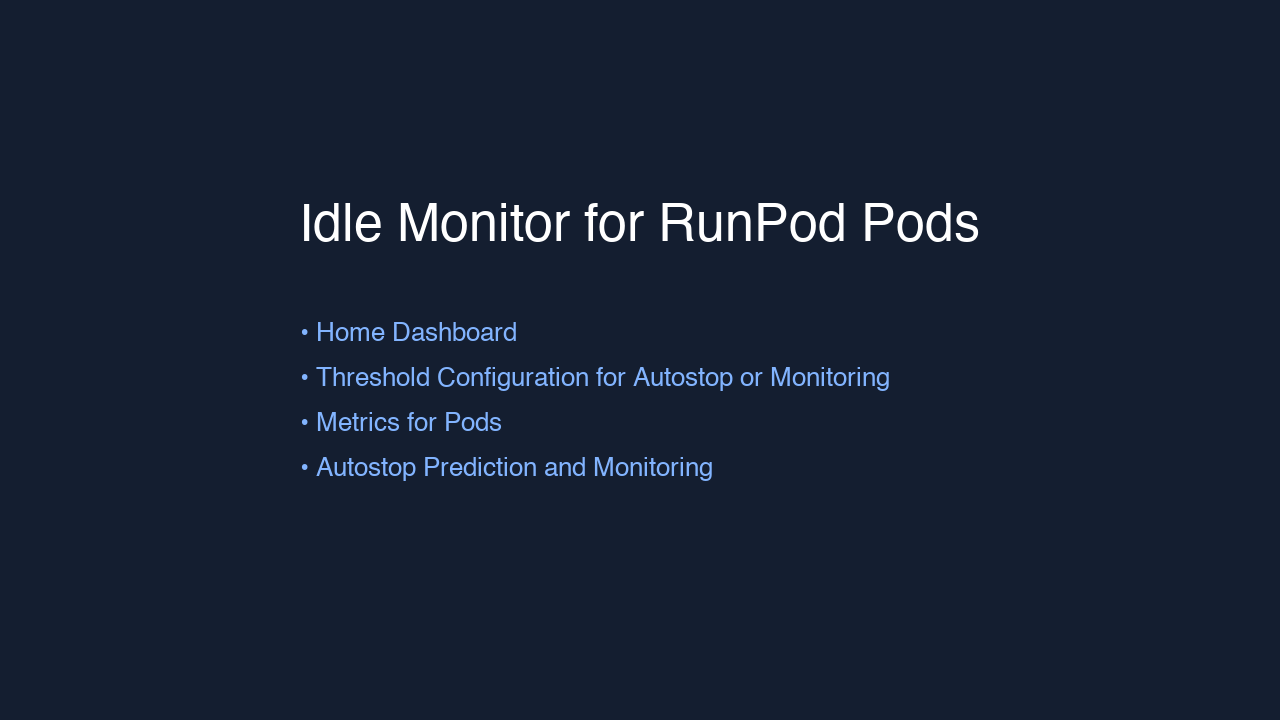 Idle Monitor for RunPod Pods
• Home Dashboard
• Threshold Configuration for Autostop or Monitoring
• Metrics for Pods
• Autostop Prediction and Monitoring